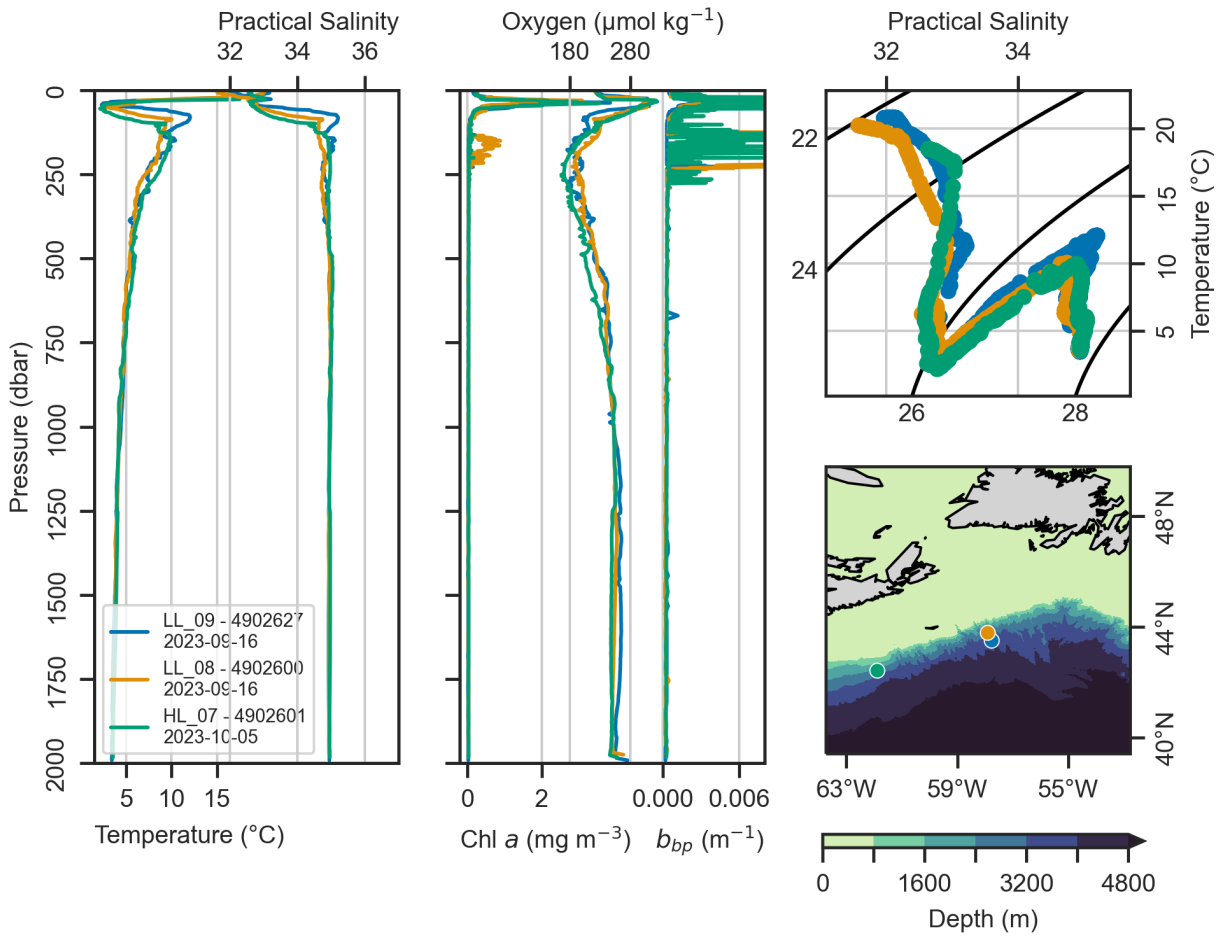 Practical Salinity
32 34 36
Oxygen (µmol kg⁻¹)
180 280
Practical Salinity
32 34
0
250
500
750
1000
1250
1500
1750
2000
Pressure (dbar)
LL_09 - 4902627
2023-09-16
LL_08 - 4902600
2023-09-16
HL_07 - 4902601
2023-10-05
5 10 15
Temperature (°C)
0 2
Chl a (mg m⁻³)
0.000 0.006
b_bp (m⁻¹)
22
24
26 28
20
15
10
5
Temperature (°C)
48°N
44°N
40°N
63°W 59°W 55°W
0 1600 3200 4800
Depth (m)